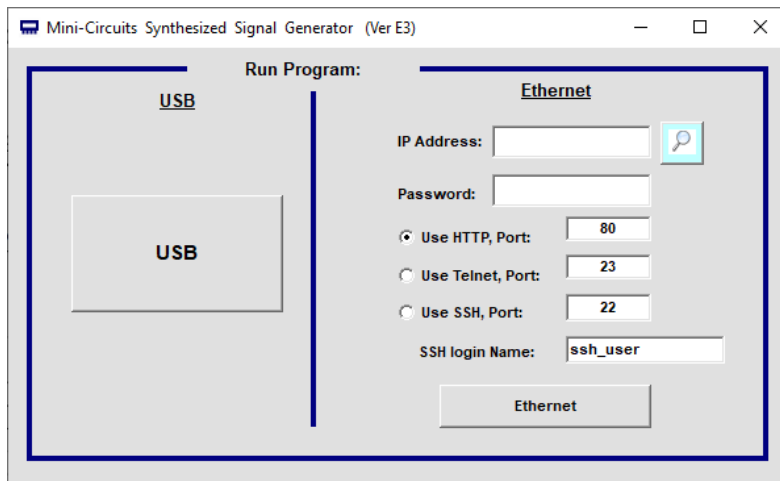 Mini-Circuits Synthesized Signal Generator (Ver E3)
Run Program:
USB
USB
Ethernet
IP Address:
Password:
Use HTTP, Port: 80
Use Telnet, Port: 23
Use SSH, Port: 22
SSH login Name: ssh_user
Ethernet